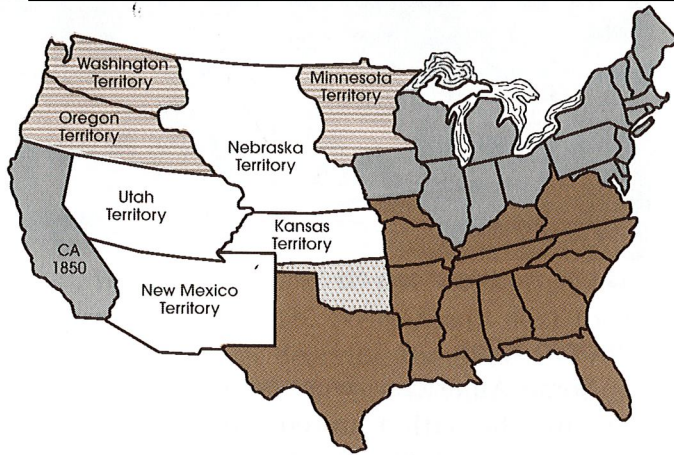 Washington
Territory
Oregon
Territory
Minnesota
Territory
Nebraska
Territory
Utah
Territory
Kansas
Territory
CA
1850
New Mexico
Territory